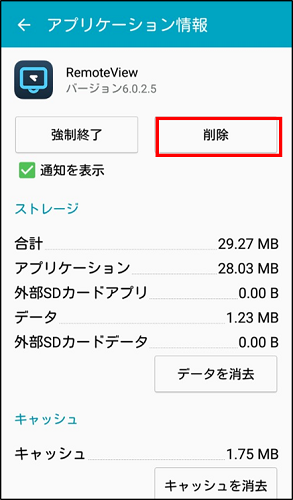 アプリケーション情報
RemoteView
バージョン6.0.2.5
強制終了
削除
通知を表示
ストレージ
合計 29.27 MB
アプリケーション 28.03 MB
外部SDカードアプリ 0.00 B
データ 1.23 MB
外部SDカードデータ 0.00 B
データを消去
キャッシュ
キャッシュ 1.75 MB
キャッシュを消去